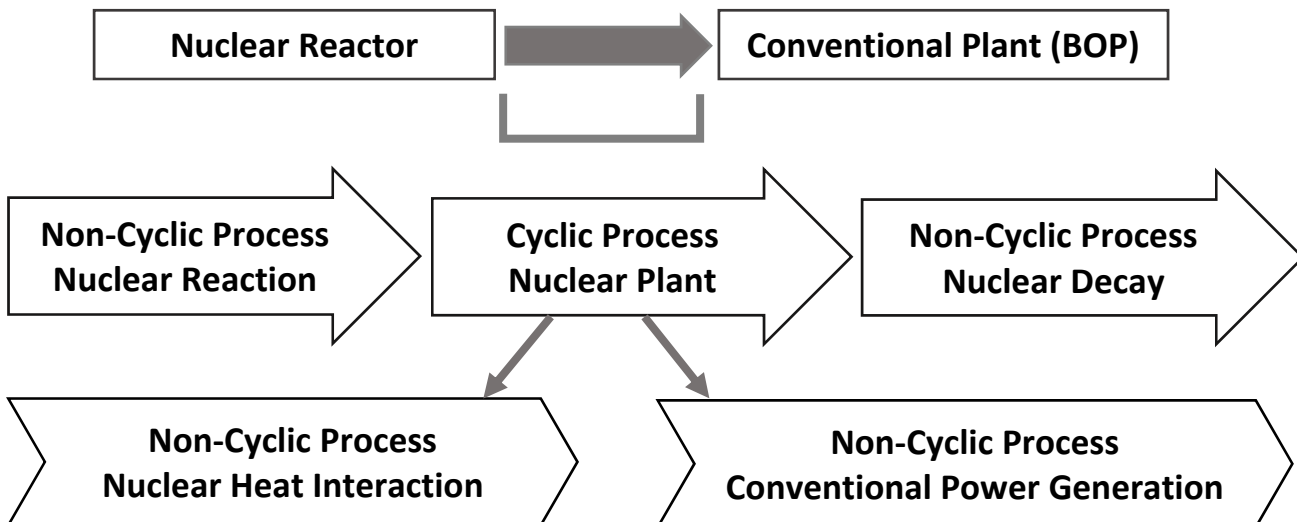 Nuclear Reactor
Conventional Plant (BOP)
Non-Cyclic Process
Nuclear Reaction
Cyclic Process
Nuclear Plant
Non-Cyclic Process
Nuclear Decay
Non-Cyclic Process
Nuclear Heat Interaction
Non-Cyclic Process
Conventional Power Generation